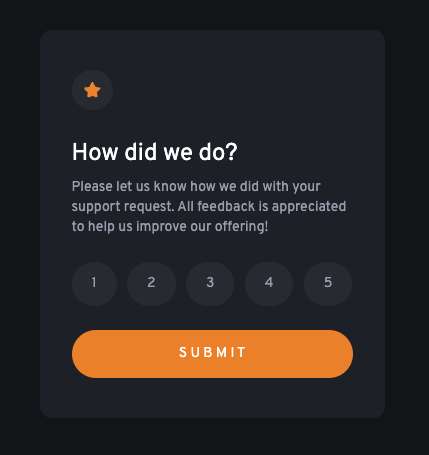 How did we do?
Please let us know how we did with your
support request. All feedback is appreciated
to help us improve our offering!
1 2 3 4 5
SUBMIT